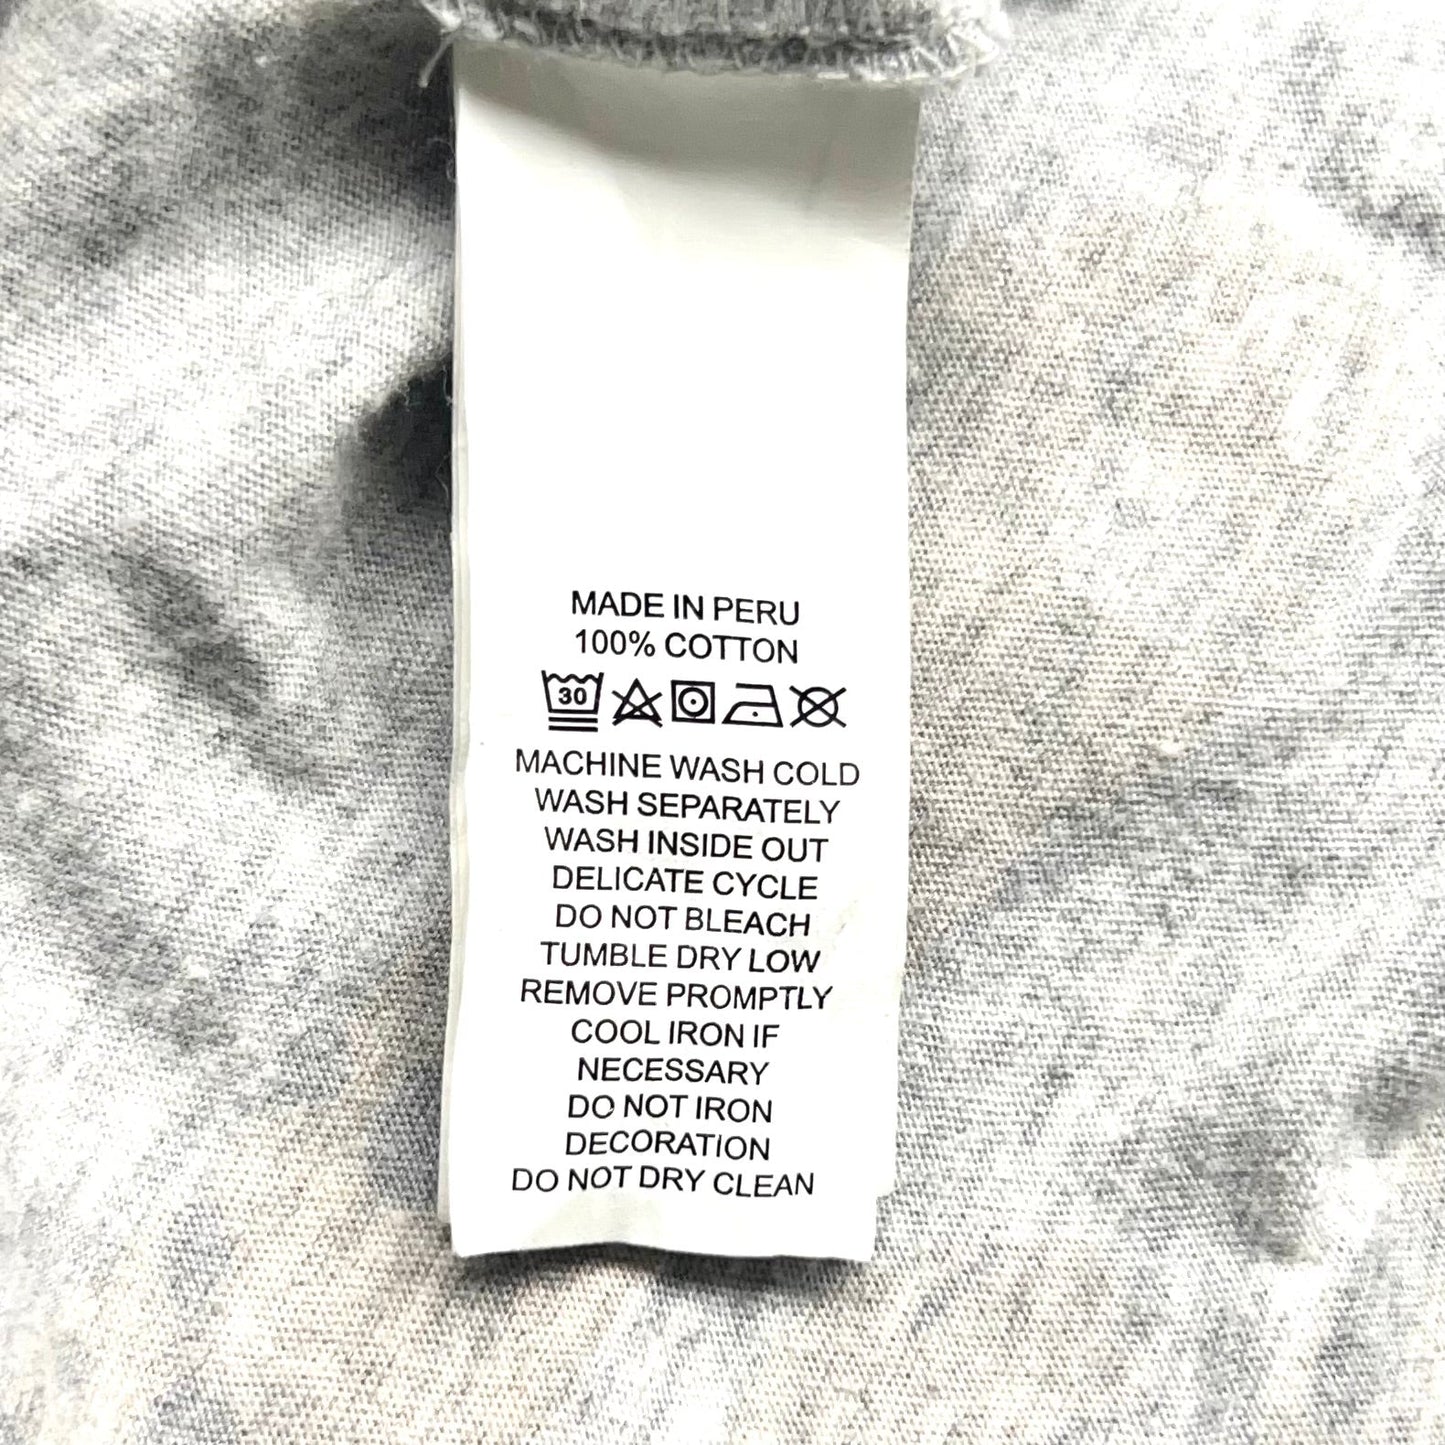 MADE IN PERU
100% COTTON
30
MACHINE WASH COLD
WASH SEPARATELY
WASH INSIDE OUT
DELICATE CYCLE
DO NOT BLEACH
TUMBLE DRY LOW
REMOVE PROMPTLY
COOL IRON IF
NECESSARY
DO NOT IRON
DECORATION
DO NOT DRY CLEAN